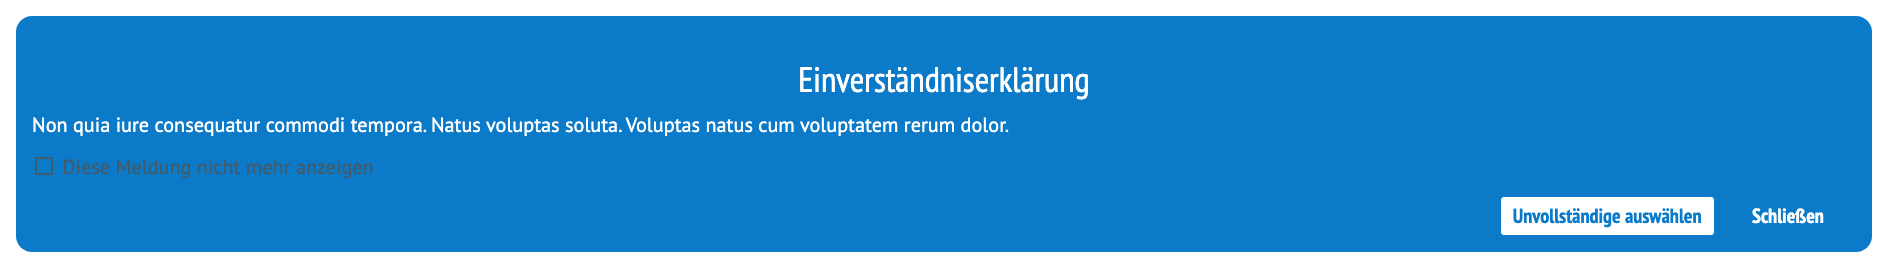 Einverständniserklärung
Non quia iure consequatur commodi tempora. Natus voluptas soluta. Voluptas natus cum voluptatem rerum dolor.
Diese Meldung nicht mehr anzeigen
Unvollständige auswählen Schließen